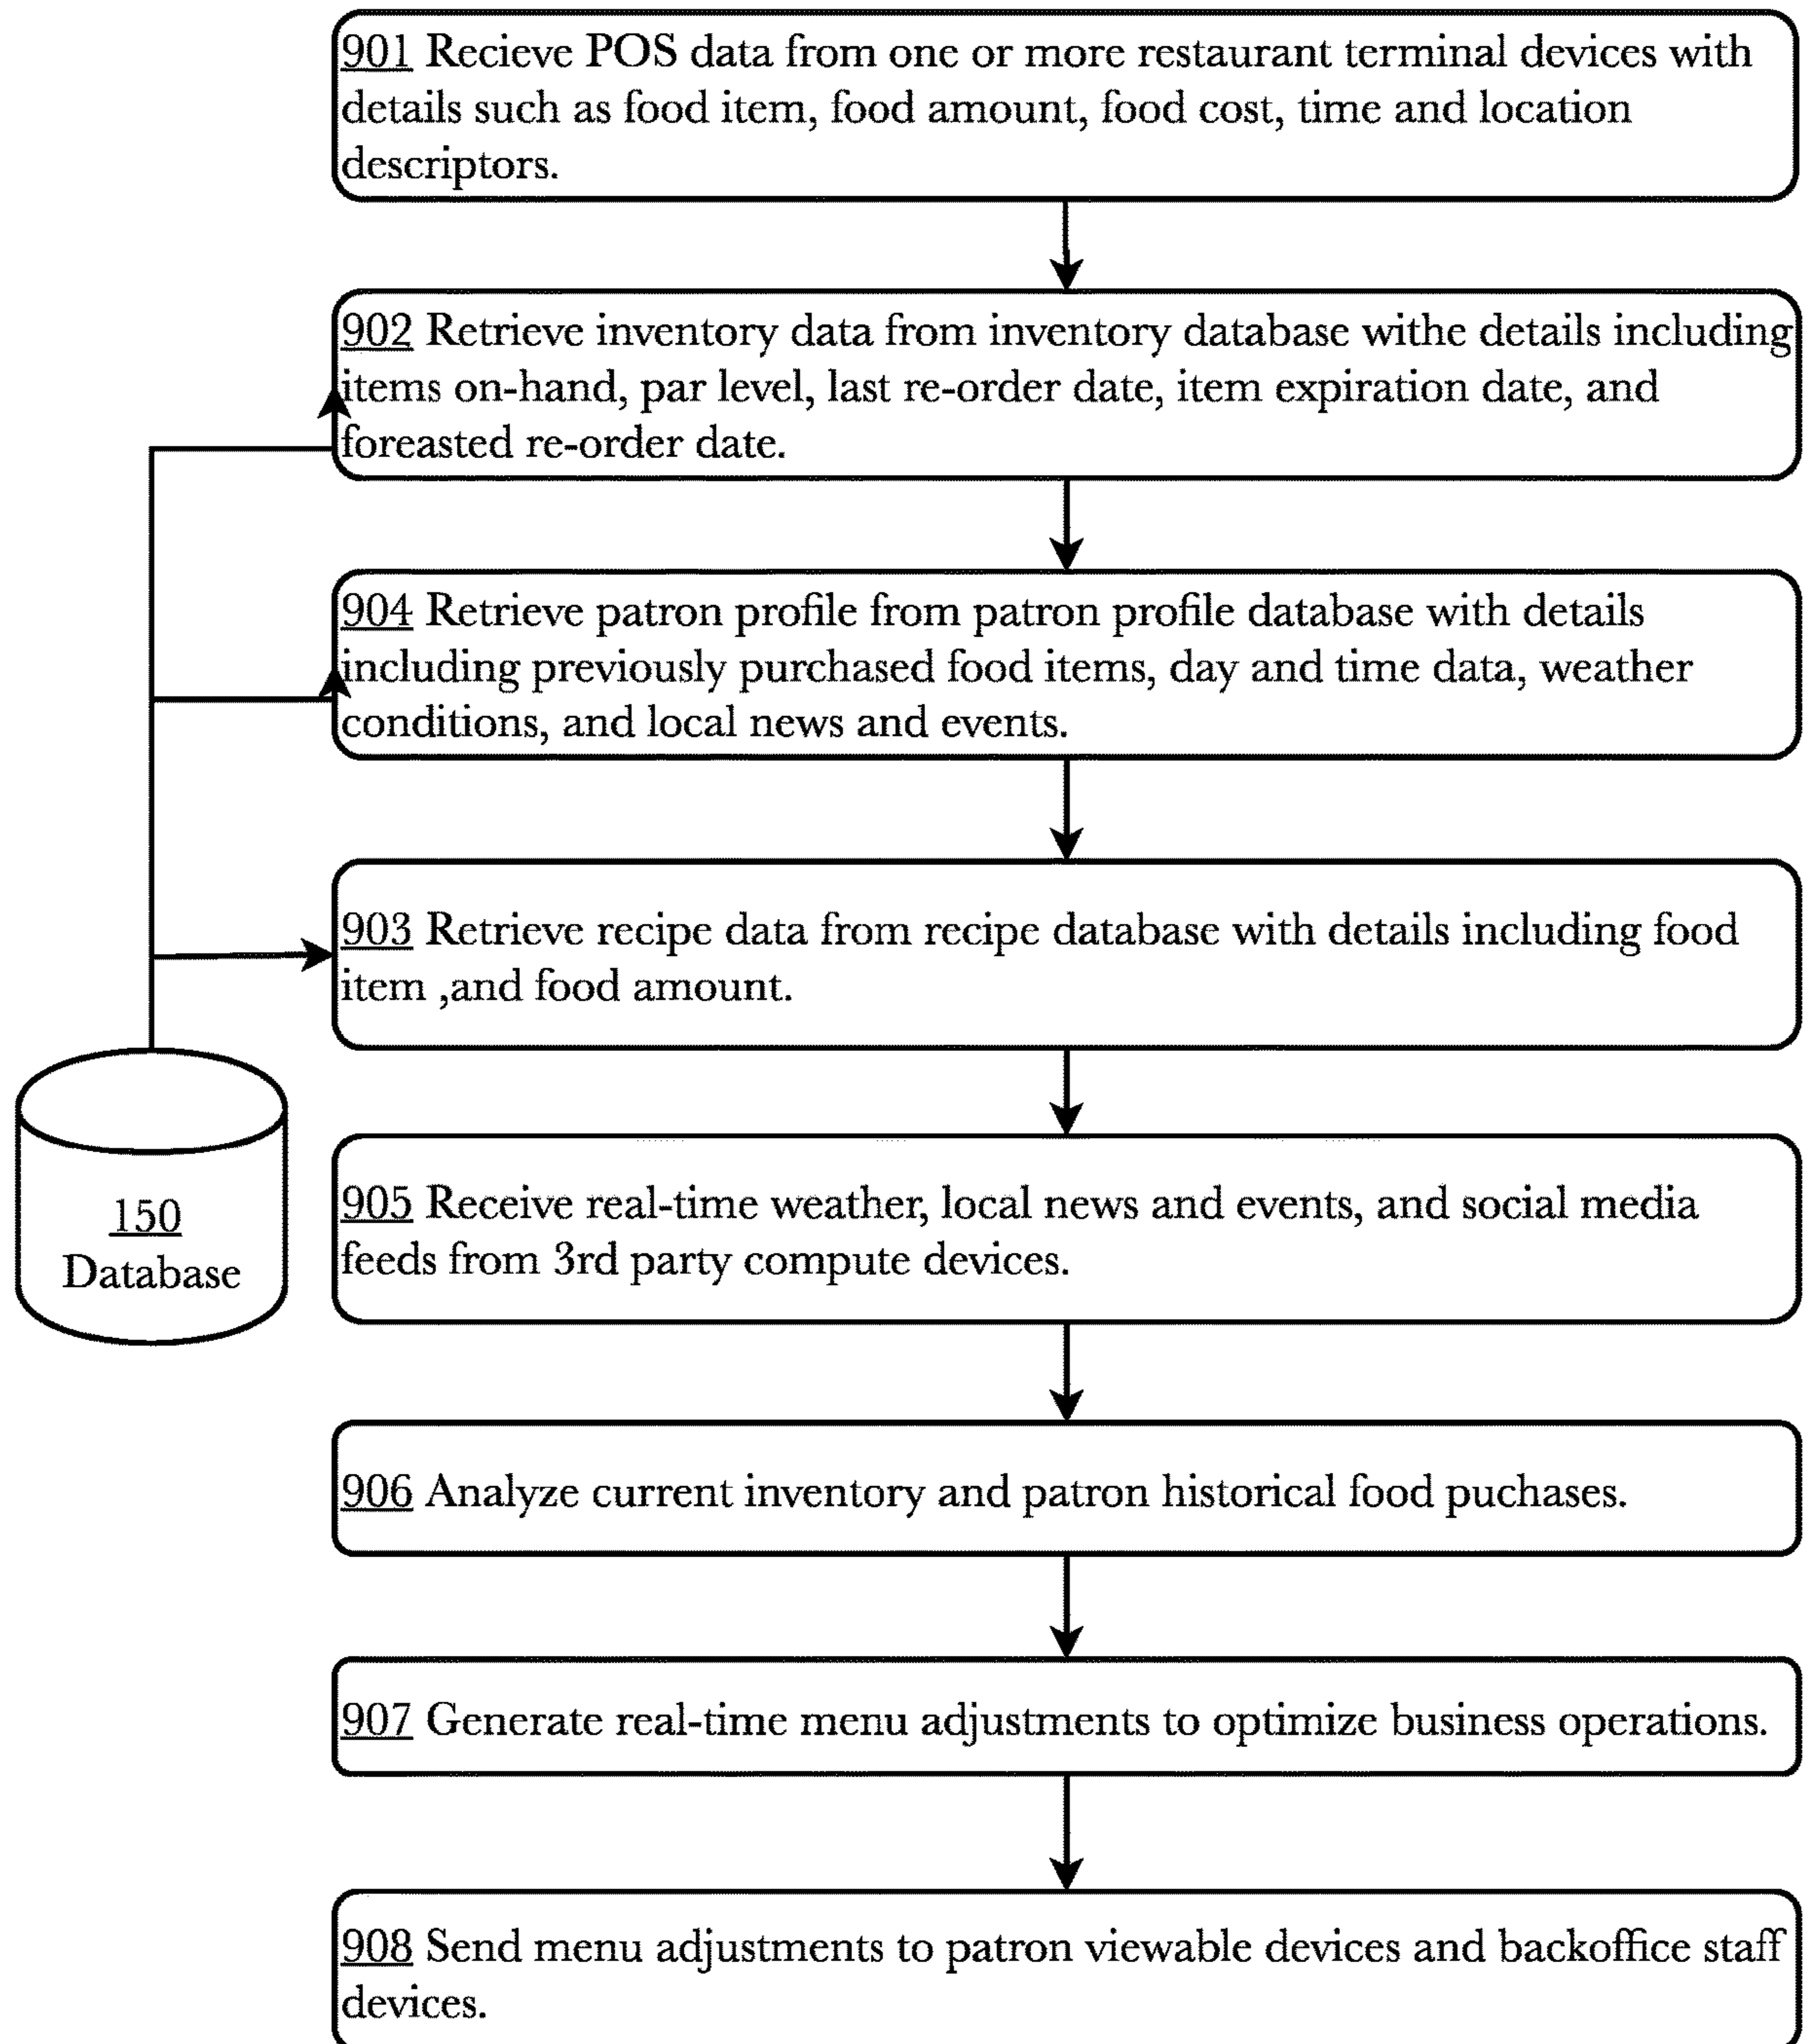 901 Recieve POS data from one or more restaurant terminal devices with
details such as food item, food amount, food cost, time and location
descriptors.
902 Retrieve inventory data from inventory database withe details including
items on-hand, par level, last re-order date, item expiration date, and
foreasted re-order date.
904 Retrieve patron profile from patron profile database with details
including previously purchased food items, day and time data, weather
conditions, and local news and events.
903 Retrieve recipe data from recipe database with details including food
item ,and food amount.
150
Database
905 Receive real-time weather, local news and events, and social media
feeds from 3rd party compute devices.
906 Analyze current inventory and patron historical food puchases.
907 Generate real-time menu adjustments to optimize business operations.
908 Send menu adjustments to patron viewable devices and backoffice staff
devices.